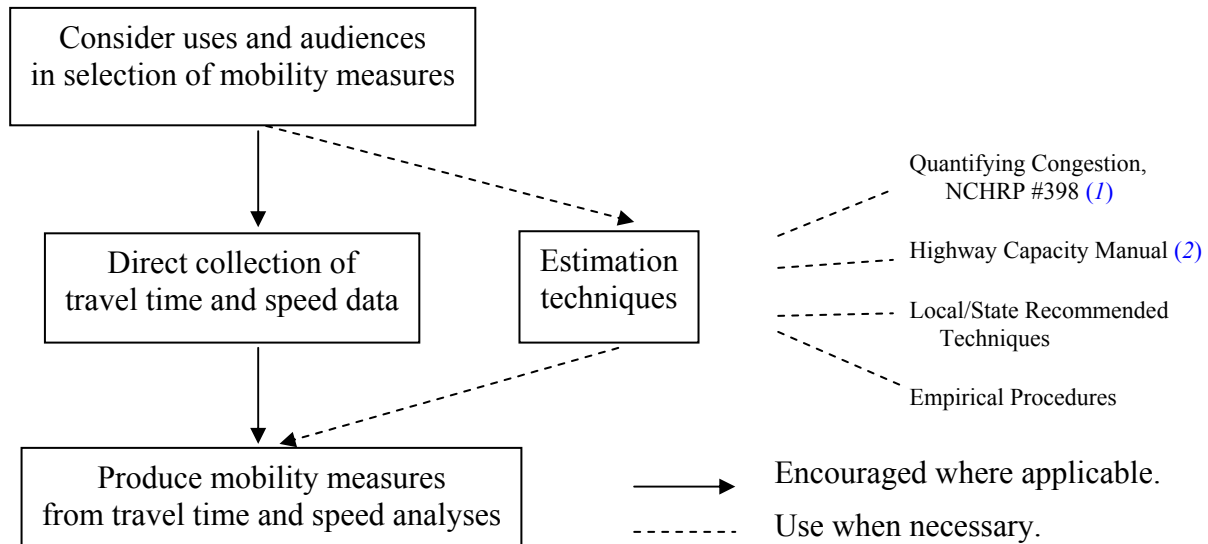 Consider uses and audiences
in selection of mobility measures
Direct collection of
travel time and speed data
Estimation
techniques
Quantifying Congestion,
NCHRP #398 (1)
Highway Capacity Manual (2)
Local/State Recommended
Techniques
Empirical Procedures
Produce mobility measures
from travel time and speed analyses
Encouraged where applicable.
Use when necessary.